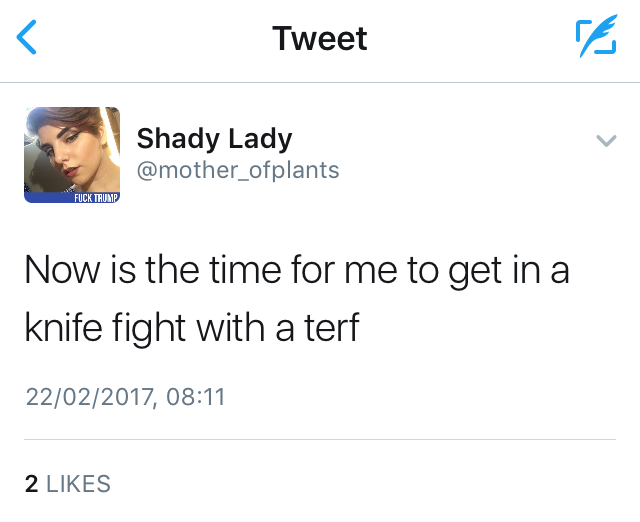 Tweet
Shady Lady
@mother_ofplants
FUCK TRUMP
Now is the time for me to get in a
knife fight with a terf
22/02/2017, 08:11
2 LIKES